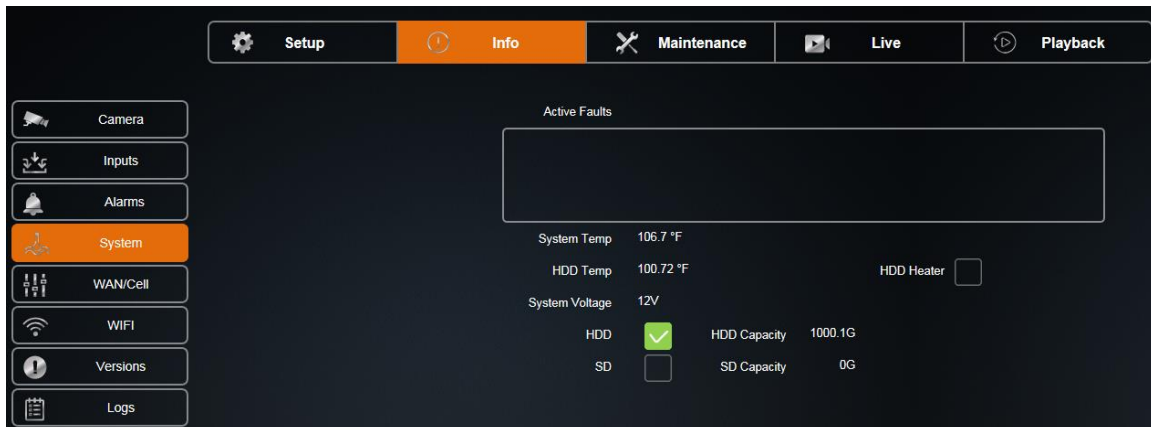 Setup Info Maintenance Live Playback
Camera
Inputs
Alarms
System
WAN/Cell
WIFI
Versions
Logs
Active Faults
System Temp 106.7 °F
HDD Temp 100.72 °F HDD Heater
System Voltage 12V
HDD HDD Capacity 1000.1G
SD SD Capacity 0G